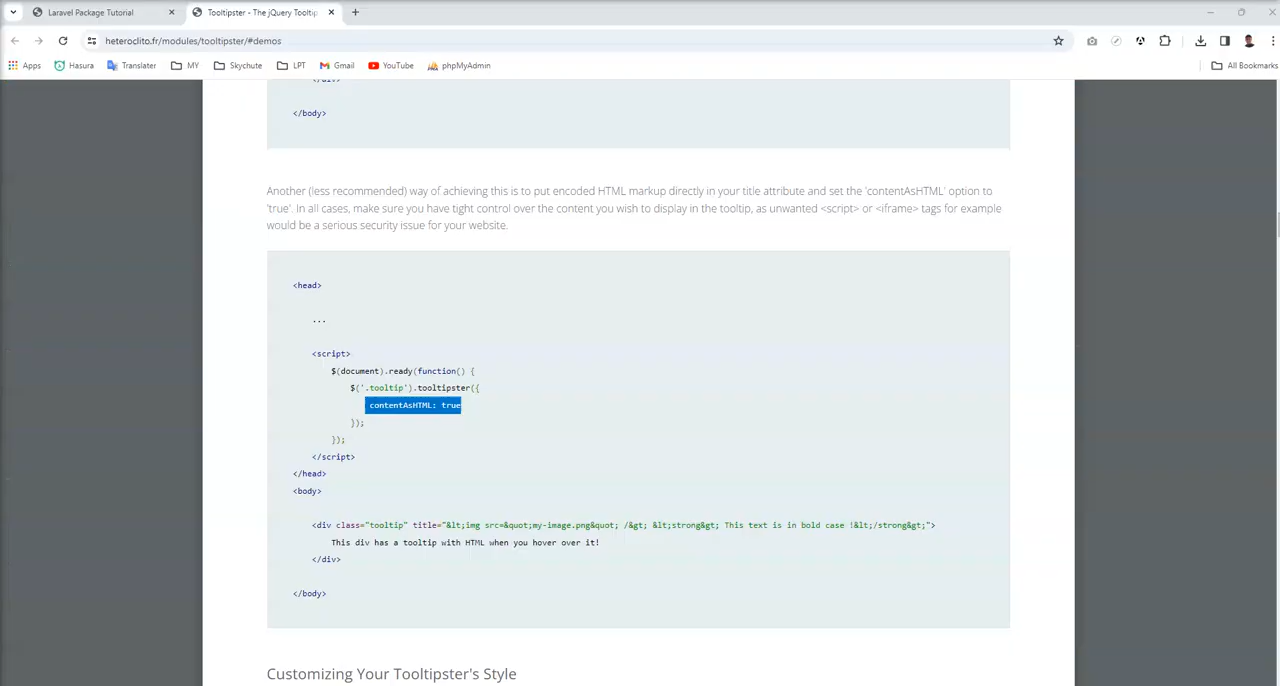 Laravel Package Tutorial
Tooltipster - The jQuery Tooltip
heteroclito.fr/modules/tooltipster/#demos
Apps Hasura Translater MY Skychute LPT Gmail YouTube phpMyAdmin All Bookmarks
</body>
Another (less recommended) way of achieving this is to put encoded HTML markup directly in your title attribute and set the 'contentAsHTML' option to
'true'. In all cases, make sure you have tight control over the content you wish to display in the tooltip, as unwanted <script> or <iframe> tags for example
would be a serious security issue for your website.
<head>
...
<script>
$(document).ready(function() {
$('.tooltip').tooltipster({
contentAsHTML: true
});
});
</script>
</head>
<body>
<div class="tooltip" title="&lt;img src=&quot;my-image.png&quot; /&gt; &lt;strong&gt; This text is in bold case !&lt;/strong&gt;">
This div has a tooltip with HTML when you hover over it!
</div>
</body>
Customizing Your Tooltipster's Style